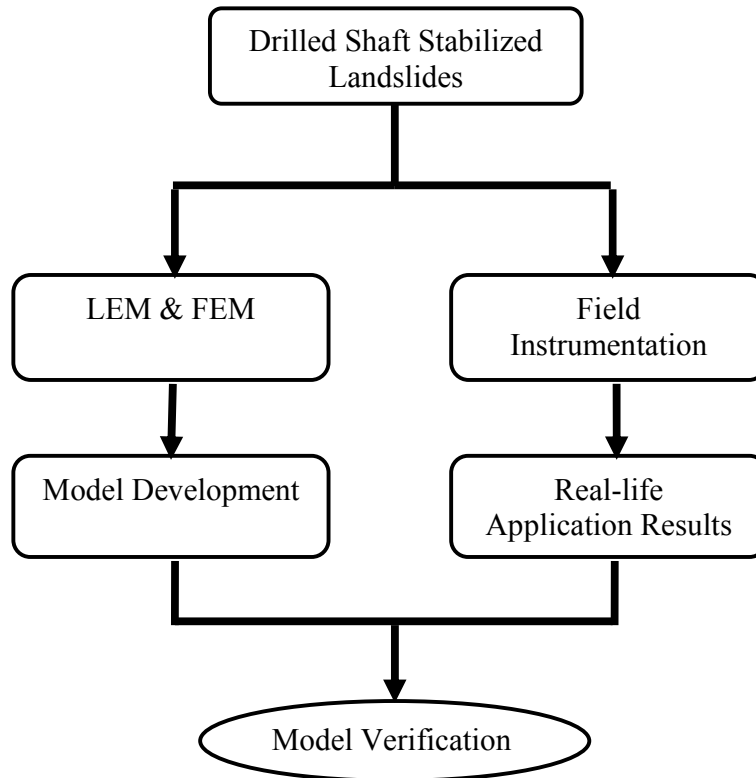 Drilled Shaft Stabilized
Landslides
LEM & FEM
Field
Instrumentation
Model Development
Real-life
Application Results
Model Verification